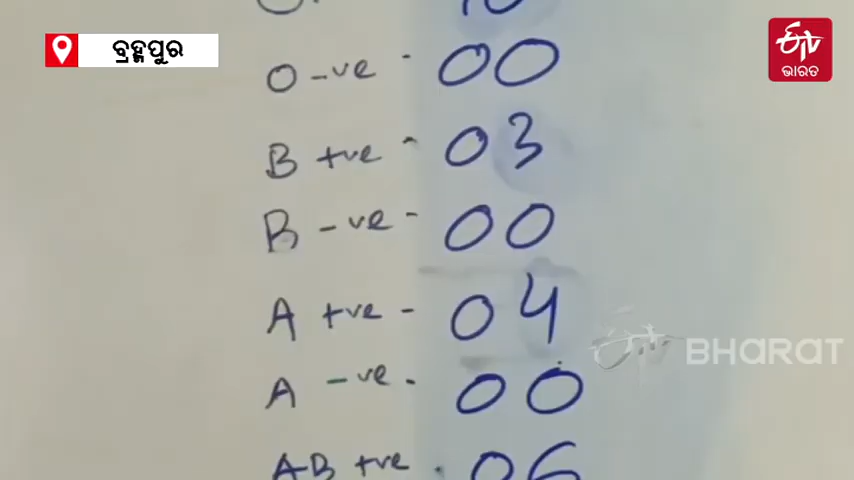 ବ୍ରହ୍ମପୁର
ଭାରତ
O -ve - 00
B +ve - 03
B -ve - 00
A +ve - 04
A -ve - 00
AB +ve - 06
BHARAT